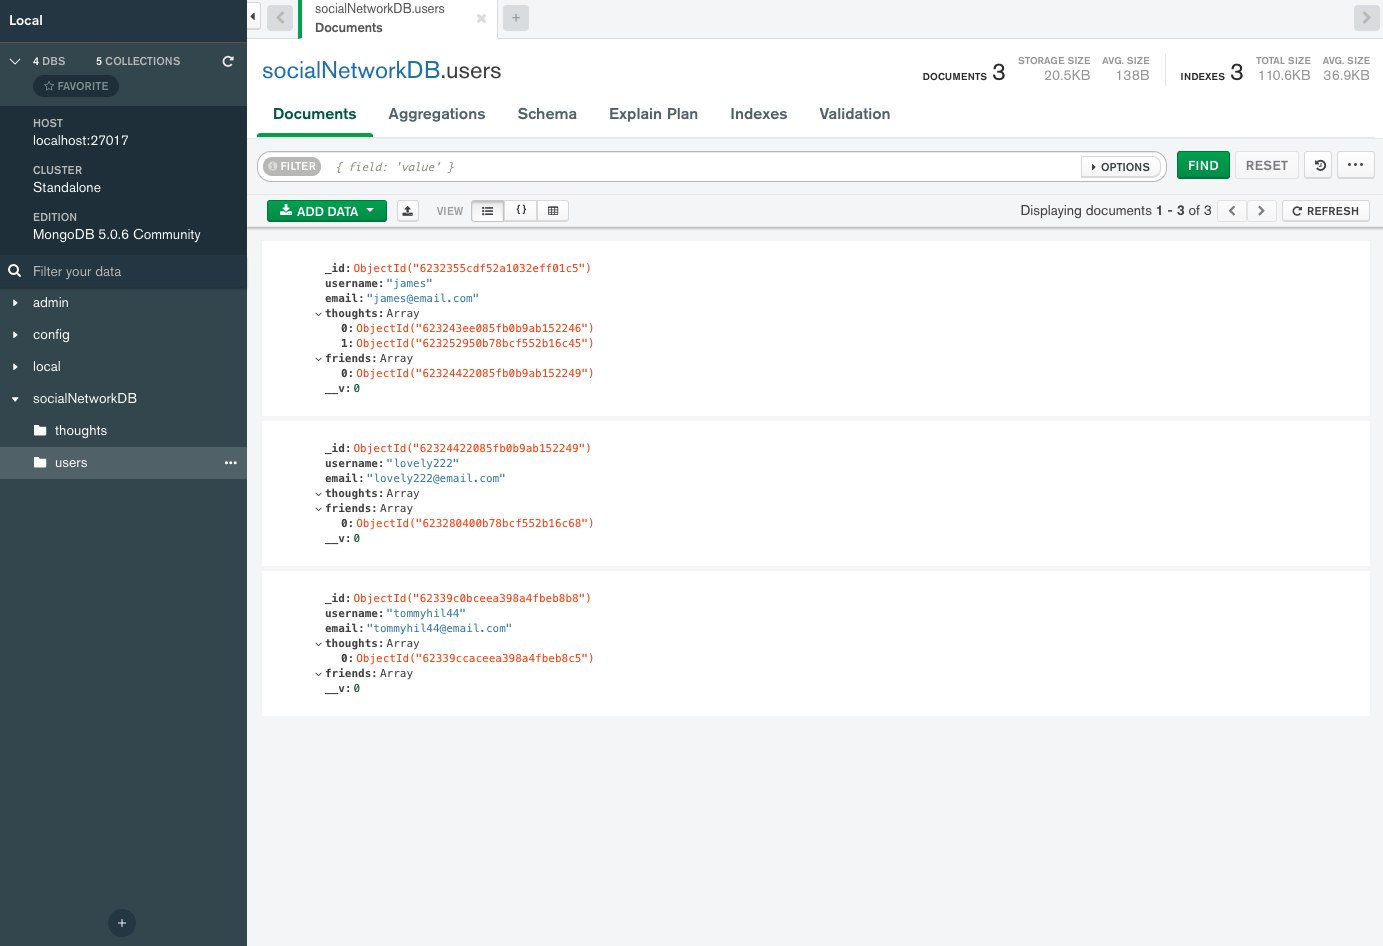 Local
4 DBS 5 COLLECTIONS
FAVORITE
HOST
localhost:27017
CLUSTER
Standalone
EDITION
MongoDB 5.0.6 Community
Filter your data
admin
config
local
socialNetworkDB
thoughts
users
socialNetworkDB.users
Documents
socialNetworkDB.users
DOCUMENTS 3
STORAGE SIZE
20.5KB
AVG. SIZE
138B
INDEXES 3
TOTAL SIZE
110.6KB
AVG. SIZE
36.9KB
Documents Aggregations Schema Explain Plan Indexes Validation
FILTER { field: 'value' } OPTIONS FIND RESET
ADD DATA VIEW {} Displaying documents 1 - 3 of 3 REFRESH
_id:ObjectId("6232355cdf52a1032eff01c5")
username:"james"
email:"james@email.com"
thoughts:Array
0:ObjectId("623243ee085fb0b9ab152246")
1:ObjectId("623252950b78bcf552b16c45")
friends:Array
0:ObjectId("62324422085fb0b9ab152249")
__v:0
_id:ObjectId("62324422085fb0b9ab152249")
username:"lovely222"
email:"lovely222@email.com"
thoughts:Array
friends:Array
0:ObjectId("623280400b78bcf552b16c68")
__v:0
_id:ObjectId("62339c0bceea398a4fbeb8b8")
username:"tommyhil44"
email:"tommyhil44@email.com"
thoughts:Array
0:ObjectId("62339ccaceea398a4fbeb8c5")
friends:Array
__v:0